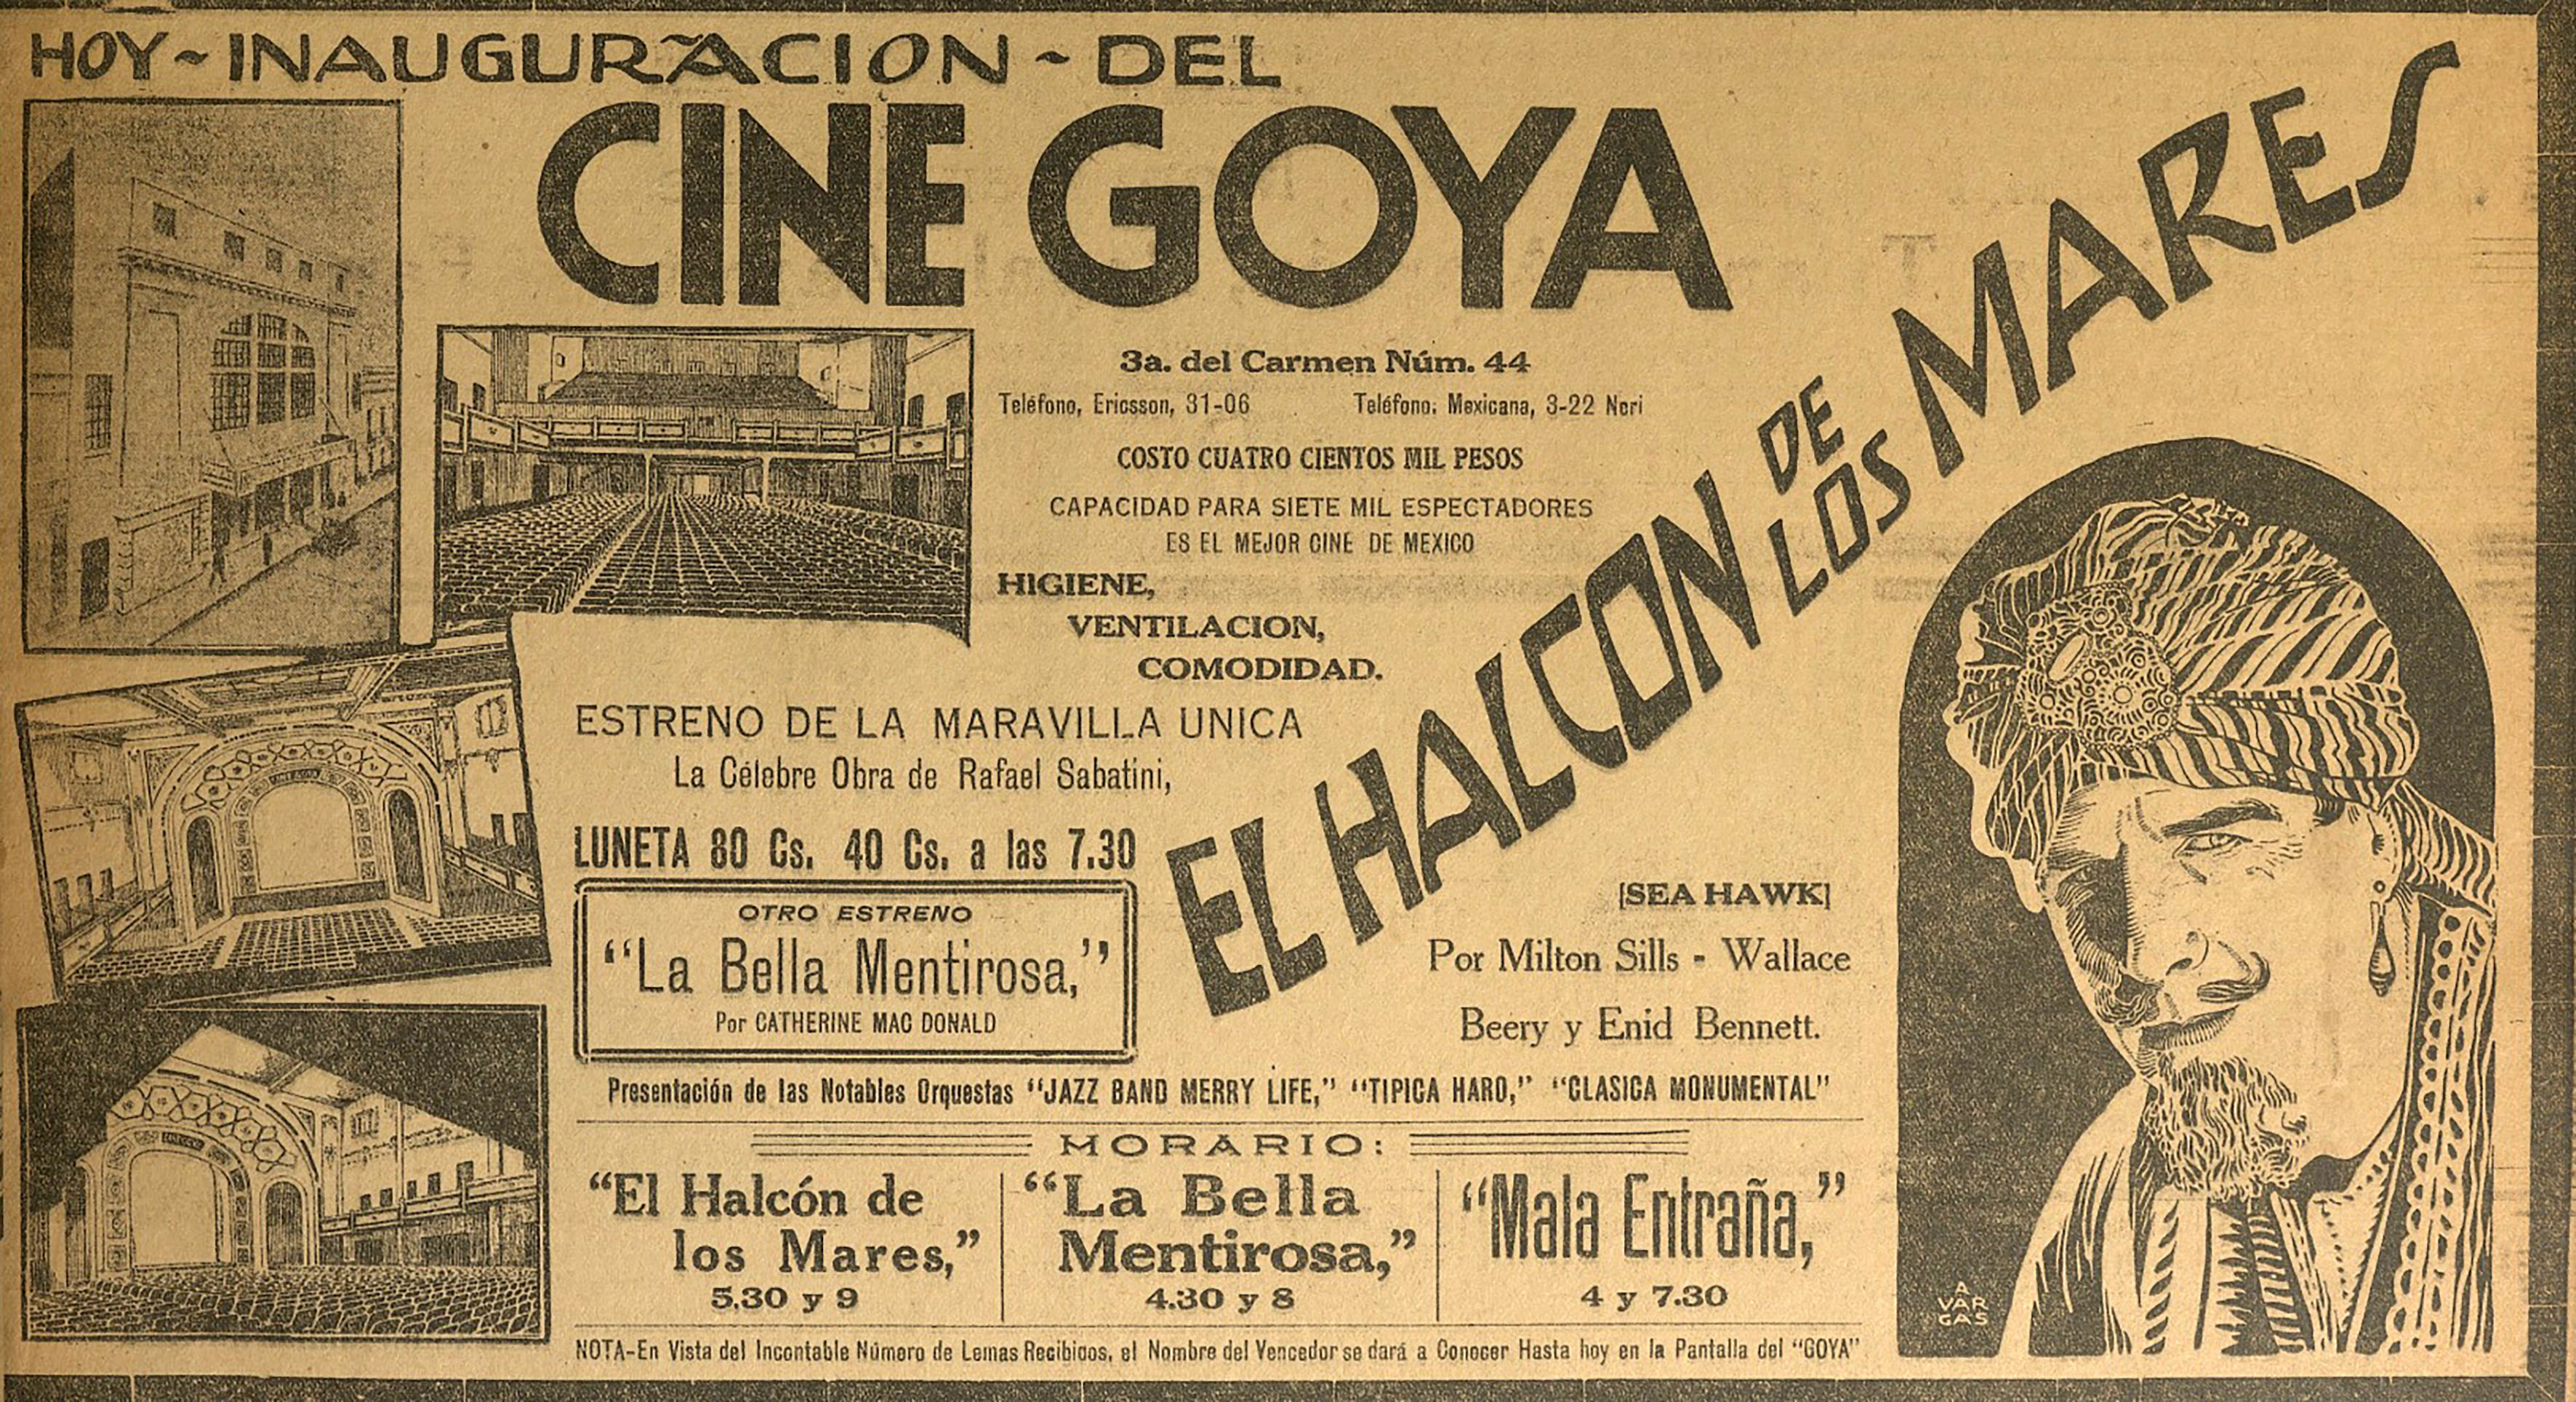 HOY ~ INAUGURACION ~ DEL
CINE GOYA
3a. del Carmen Núm. 44
Teléfono, Ericsson, 31-06 Teléfono: Mexicana, 3-22 Neri
COSTO CUATRO CIENTOS MIL PESOS
CAPACIDAD PARA SIETE MIL ESPECTADORES
ES EL MEJOR CINE DE MEXICO
HIGIENE,
VENTILACION,
COMODIDAD.
ESTRENO DE LA MARAVILLA UNICA
La Célebre Obra de Rafael Sabatini,
EL HALCON DE LOS MARES
LUNETA 80 Cs. 40 Cs. a las 7.30
OTRO ESTRENO
“La Bella Mentirosa,”
Por CATHERINE MAC DONALD
[SEA HAWK]
Por Milton Sills - Wallace
Beery y Enid Bennett.
Presentación de las Notables Orquestas “JAZZ BAND MERRY LIFE,” “TIPICA HARO,” “CLASICA MONUMENTAL”
MORARIO:
“El Halcón de
los Mares,”
5.30 y 9
“La Bella
Mentirosa,”
4.30 y 8
“Mala Entraña,”
4 y 7.30
NOTA-En Vista del Incontable Número de Lemas Recibidos, el Nombre del Vencedor se dará a Conocer Hasta hoy en la Pantalla del “GOYA”
A
VAR
GAS